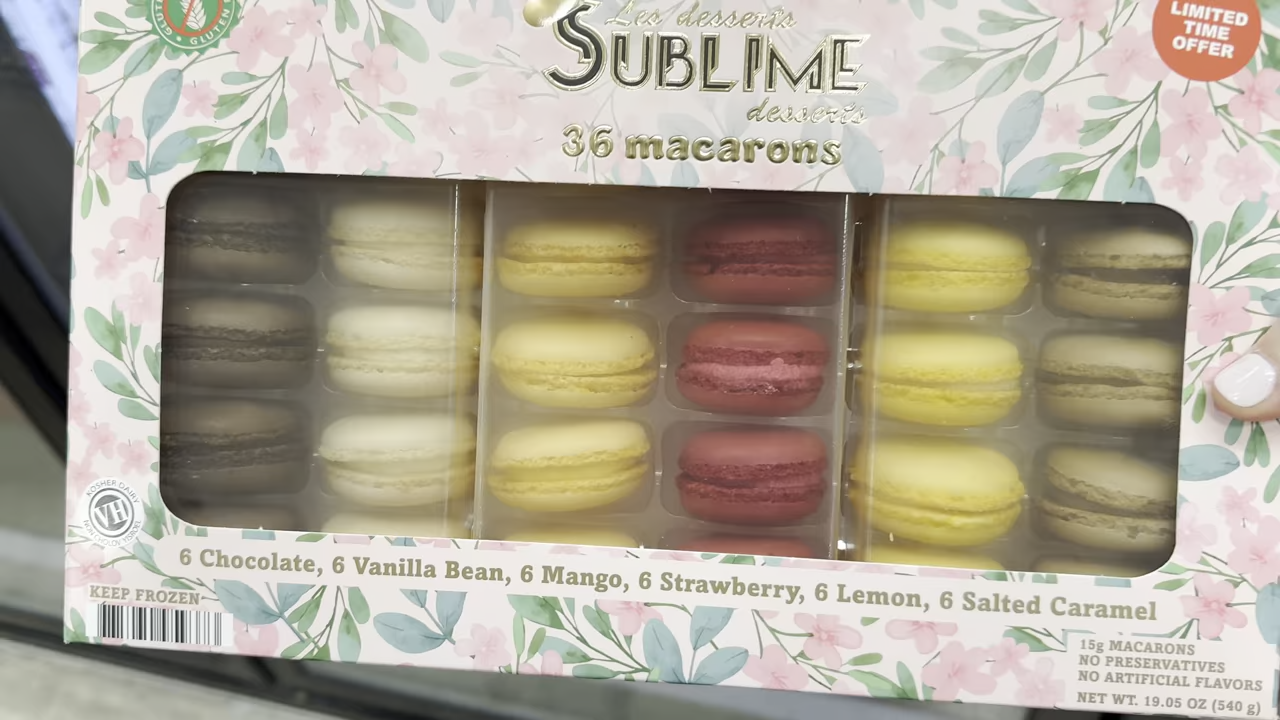 GLUTEN
LIMITED
TIME
OFFER
Les desserts
SUBLIME
desserts
36 macarons
KOSHER DAIRY
VH
6 Chocolate, 6 Vanilla Bean, 6 Mango, 6 Strawberry, 6 Lemon, 6 Salted Caramel
KEEP FROZEN
15g MACARONS
NO PRESERVATIVES
NO ARTIFICIAL FLAVORS
NET WT. 19.05 OZ (540 g)